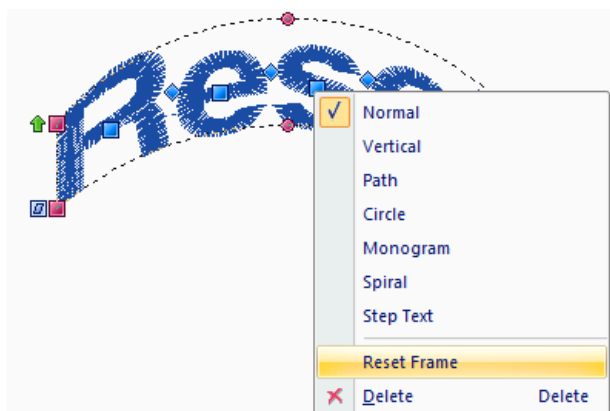 Rese
Normal
Vertical
Path
Circle
Monogram
Spiral
Step Text
Reset Frame
Delete Delete